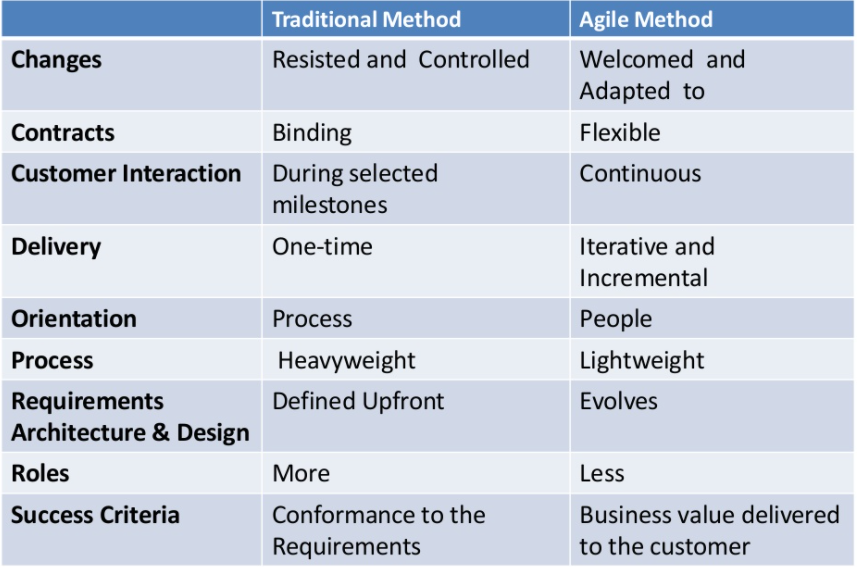 Traditional Method Agile Method
Changes Resisted and Controlled Welcomed and
Adapted to
Contracts Binding Flexible
Customer Interaction During selected Continuous
milestones
Delivery One-time Iterative and
Incremental
Orientation Process People
Process Heavyweight Lightweight
Requirements Defined Upfront Evolves
Architecture & Design
Roles More Less
Success Criteria Conformance to the Business value delivered
Requirements to the customer